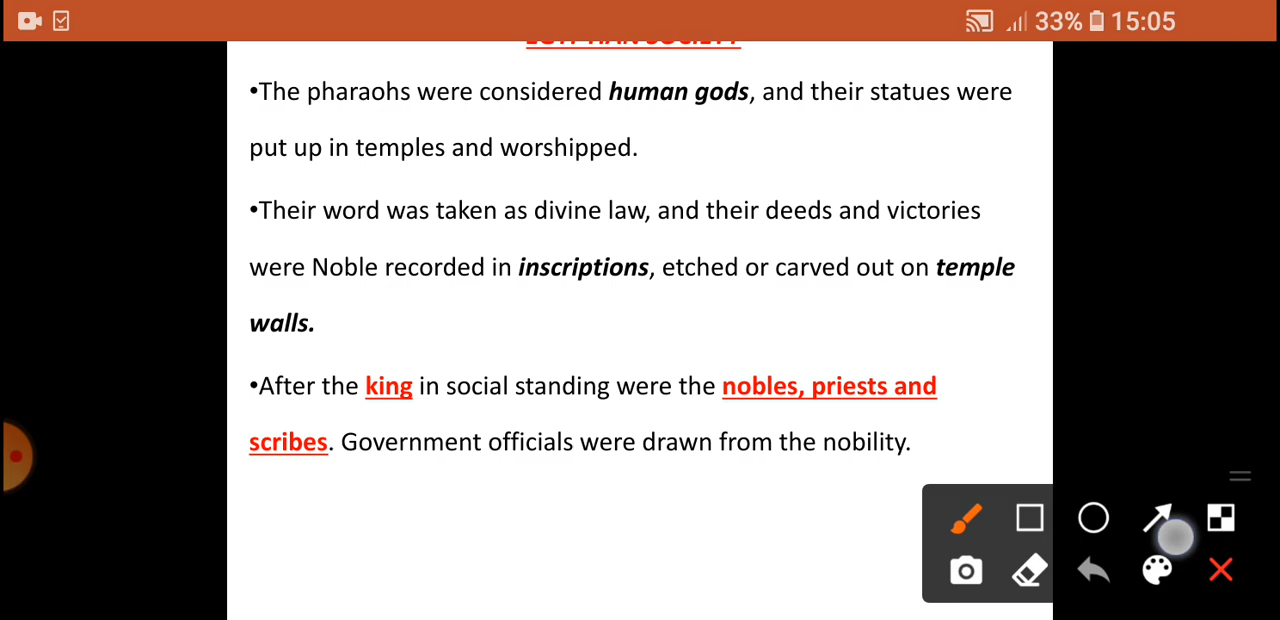 33% 15:05
•The pharaohs were considered human gods, and their statues were
put up in temples and worshipped.
•Their word was taken as divine law, and their deeds and victories
were Noble recorded in inscriptions, etched or carved out on temple
walls.
•After the king in social standing were the nobles, priests and
scribes. Government officials were drawn from the nobility.